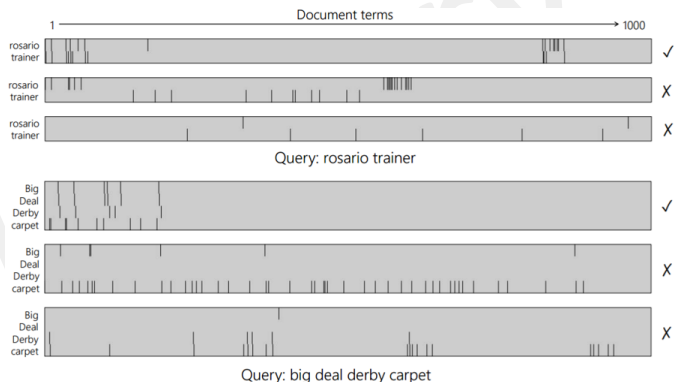 Document terms
1 1000
rosario
trainer
✓
rosario
trainer
✗
rosario
trainer
✗
Query: rosario trainer
Big
Deal
Derby
carpet
✓
Big
Deal
Derby
carpet
✗
Big
Deal
Derby
carpet
✗
Query: big deal derby carpet